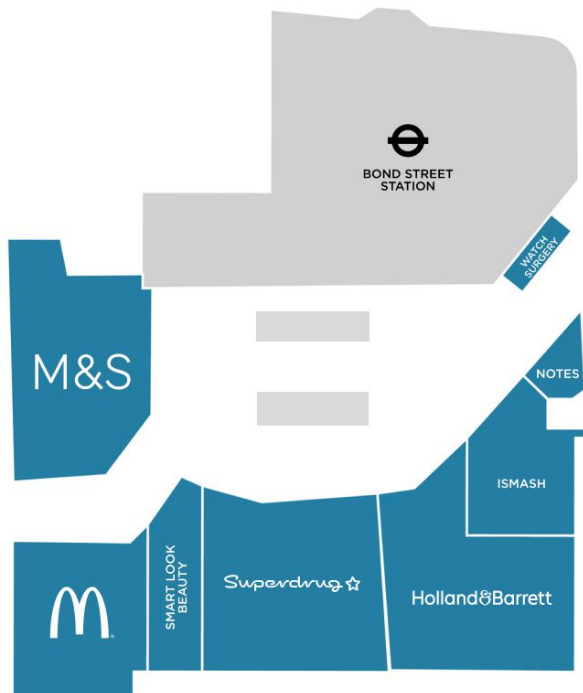 BOND STREET
STATION
WATCH
SURGERY
M&S
NOTES
ISMASH
SMART LOOK
BEAUTY
Superdrug
Holland&Barrett
M